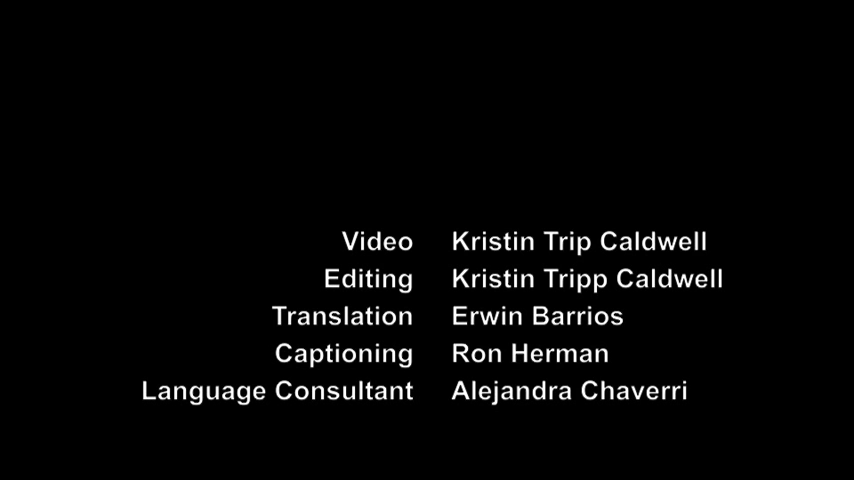 Video Kristin Trip Caldwell
Editing Kristin Tripp Caldwell
Translation Erwin Barrios
Captioning Ron Herman
Language Consultant Alejandra Chaverri